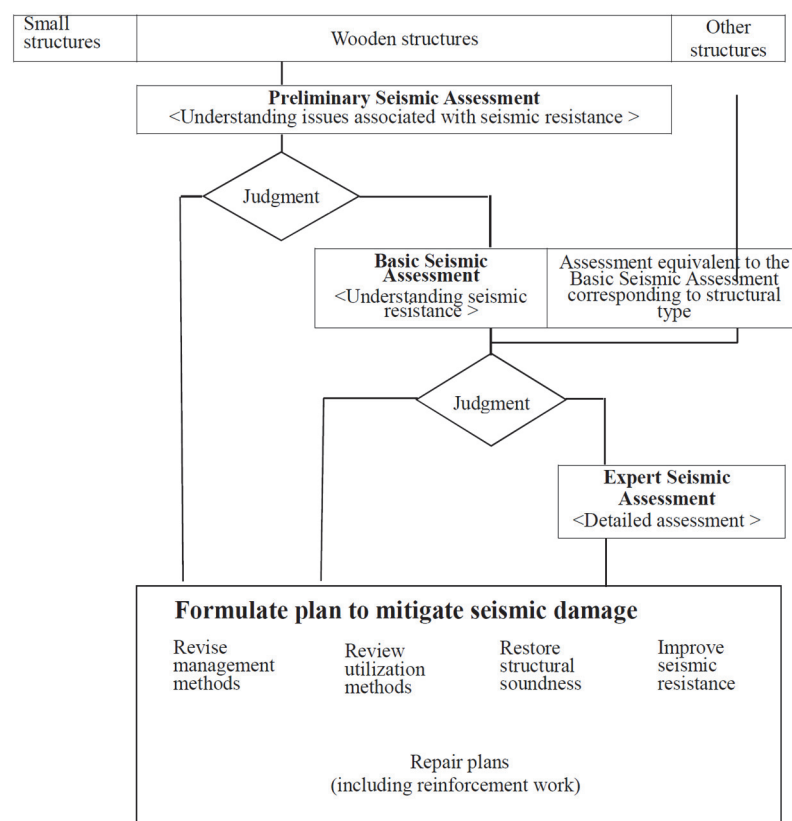 Small
structures
Wooden structures
Other
structures
Preliminary Seismic Assessment
<Understanding issues associated with seismic resistance >
Judgment
Basic Seismic
Assessment
<Understanding seismic
resistance >
Assessment equivalent to the
Basic Seismic Assessment
corresponding to structural
type
Judgment
Expert Seismic
Assessment
<Detailed assessment >
Formulate plan to mitigate seismic damage
Revise
management
methods
Review
utilization
methods
Restore
structural
soundness
Improve
seismic
resistance
Repair plans
(including reinforcement work)